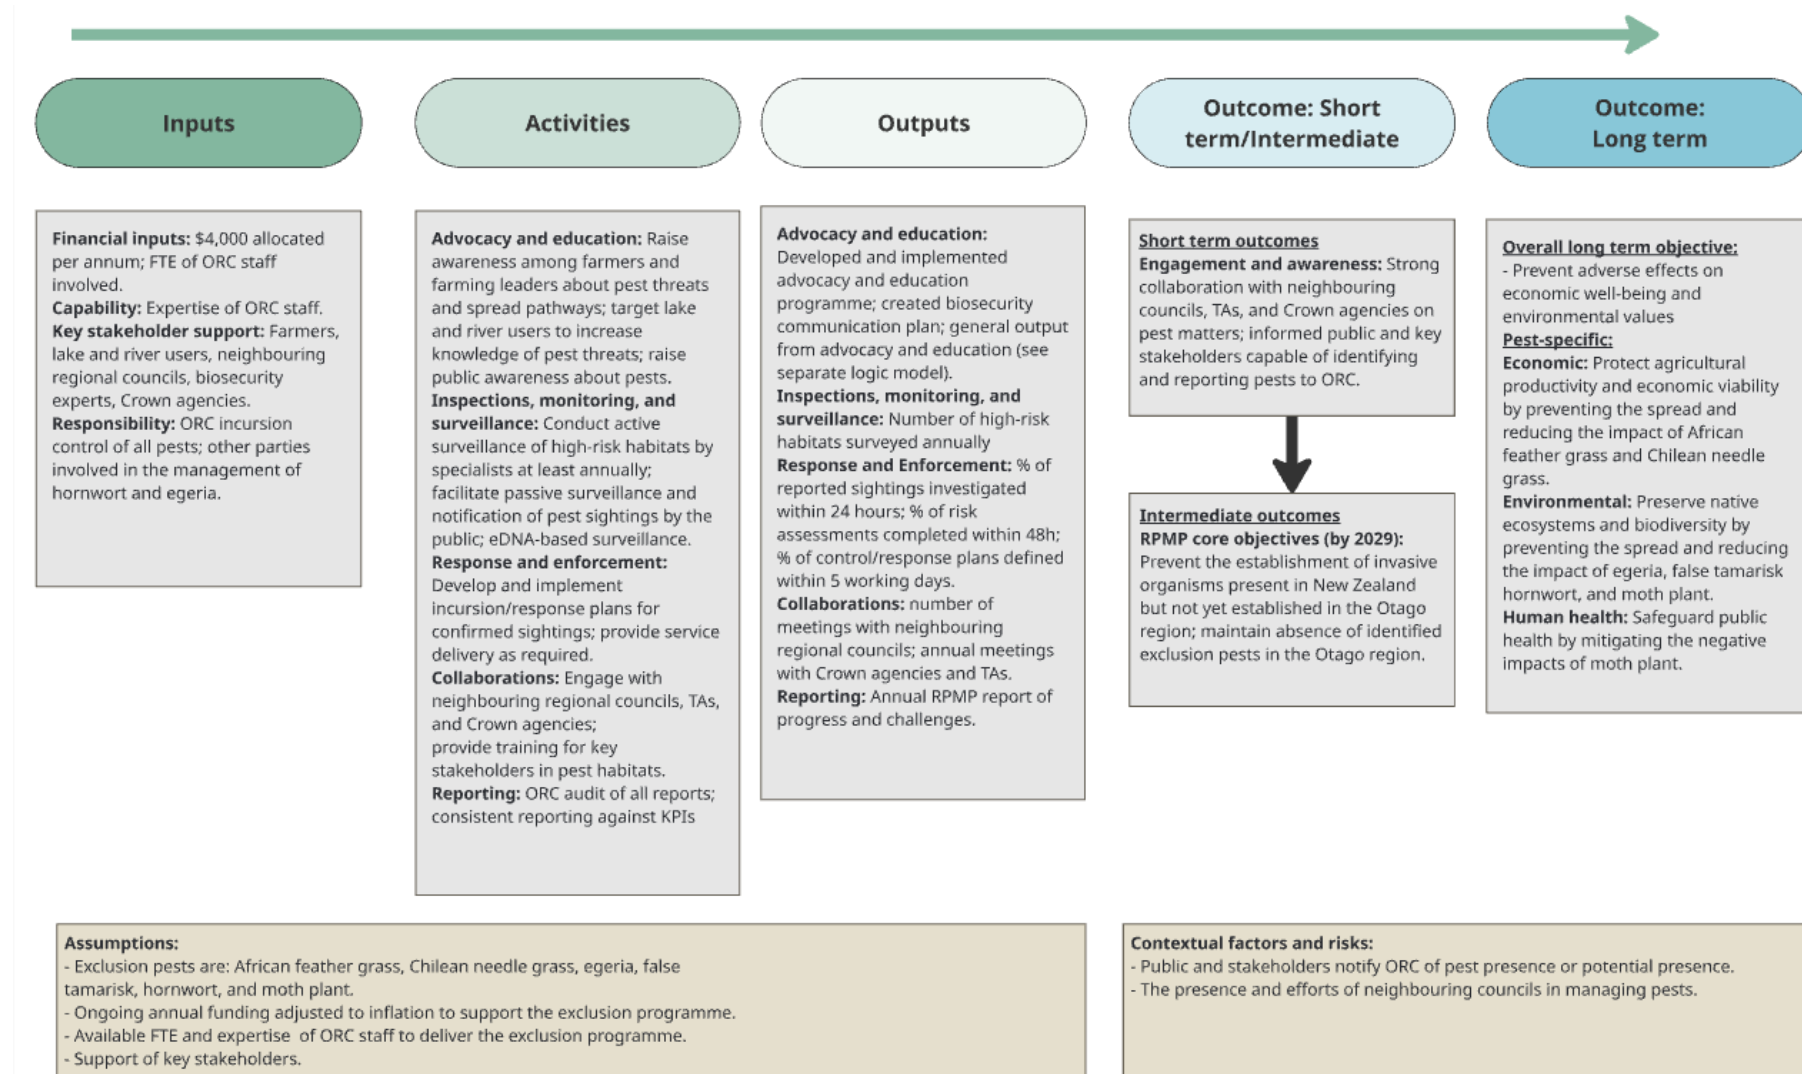 Inputs
Activities
Outputs
Outcome: Short
term/Intermediate
Outcome:
Long term
Financial inputs: $4,000 allocated
per annum; FTE of ORC staff
involved.
Capability: Expertise of ORC staff.
Key stakeholder support: Farmers,
lake and river users, neighbouring
regional councils, biosecurity
experts, Crown agencies.
Responsibility: ORC incursion
control of all pests; other parties
involved in the management of
hornwort and egeria.
Advocacy and education: Raise
awareness among farmers and
farming leaders about pest threats
and spread pathways; target lake
and river users to increase
knowledge of pest threats; raise
public awareness about pests.
Inspections, monitoring, and
surveillance: Conduct active
surveillance of high-risk habitats by
specialists at least annually;
facilitate passive surveillance and
notification of pest sightings by the
public; eDNA-based surveillance.
Response and enforcement:
Develop and implement
incursion/response plans for
confirmed sightings; provide service
delivery as required.
Collaborations: Engage with
neighbouring regional councils, TAs,
and Crown agencies;
provide training for key
stakeholders in pest habitats.
Reporting: ORC audit of all reports;
consistent reporting against KPIs
Advocacy and education:
Developed and implemented
advocacy and education
programme; created biosecurity
communication plan; general output
from advocacy and education (see
separate logic model).
Inspections, monitoring, and
surveillance: Number of high-risk
habitats surveyed annually
Response and Enforcement: % of
reported sightings investigated
within 24 hours; % of risk
assessments completed within 48h;
% of control/response plans defined
within 5 working days.
Collaborations: number of
meetings with neighbouring
regional councils; annual meetings
with Crown agencies and TAs.
Reporting: Annual RPMP report of
progress and challenges.
Short term outcomes
Engagement and awareness: Strong
collaboration with neighbouring
councils, TAs, and Crown agencies on
pest matters; informed public and key
stakeholders capable of identifying
and reporting pests to ORC.
Intermediate outcomes
RPMP core objectives (by 2029):
Prevent the establishment of invasive
organisms present in New Zealand
but not yet established in the Otago
region; maintain absence of identified
exclusion pests in the Otago region.
Overall long term objective:
- Prevent adverse effects on
economic well-being and
environmental values
Pest-specific:
Economic: Protect agricultural
productivity and economic viability
by preventing the spread and
reducing the impact of African
feather grass and Chilean needle
grass.
Environmental: Preserve native
ecosystems and biodiversity by
preventing the spread and reducing
the impact of egeria, false tamarisk
hornwort, and moth plant.
Human health: Safeguard public
health by mitigating the negative
impacts of moth plant.
Assumptions:
- Exclusion pests are: African feather grass, Chilean needle grass, egeria, false
tamarisk, hornwort, and moth plant.
- Ongoing annual funding adjusted to inflation to support the exclusion programme.
- Available FTE and expertise of ORC staff to deliver the exclusion programme.
- Support of key stakeholders.
Contextual factors and risks:
- Public and stakeholders notify ORC of pest presence or potential presence.
- The presence and efforts of neighbouring councils in managing pests.